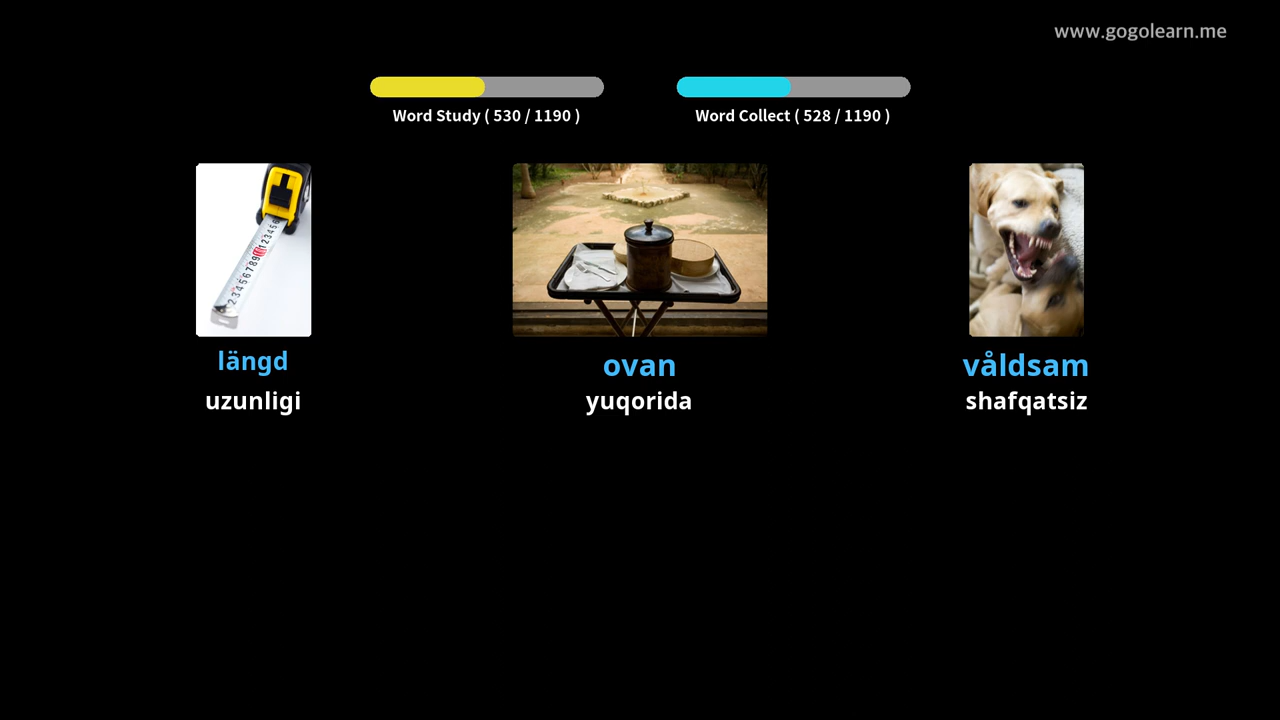 www.gogolearn.me
Word Study ( 530 / 1190 )
Word Collect ( 528 / 1190 )
längd
uzunligi
ovan
yuqorida
våldsam
shafqatsiz